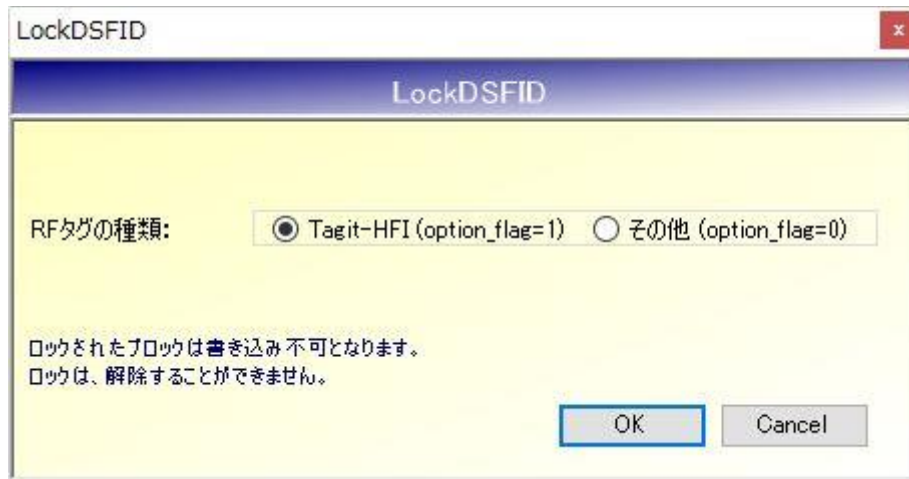 LockDSFID
x
LockDSFID
RFタグの種類: Tagit-HFI (option_flag=1) その他 (option_flag=0)
ロックされたブロックは書き込み不可となります。
ロックは、解除することができません。
OK Cancel